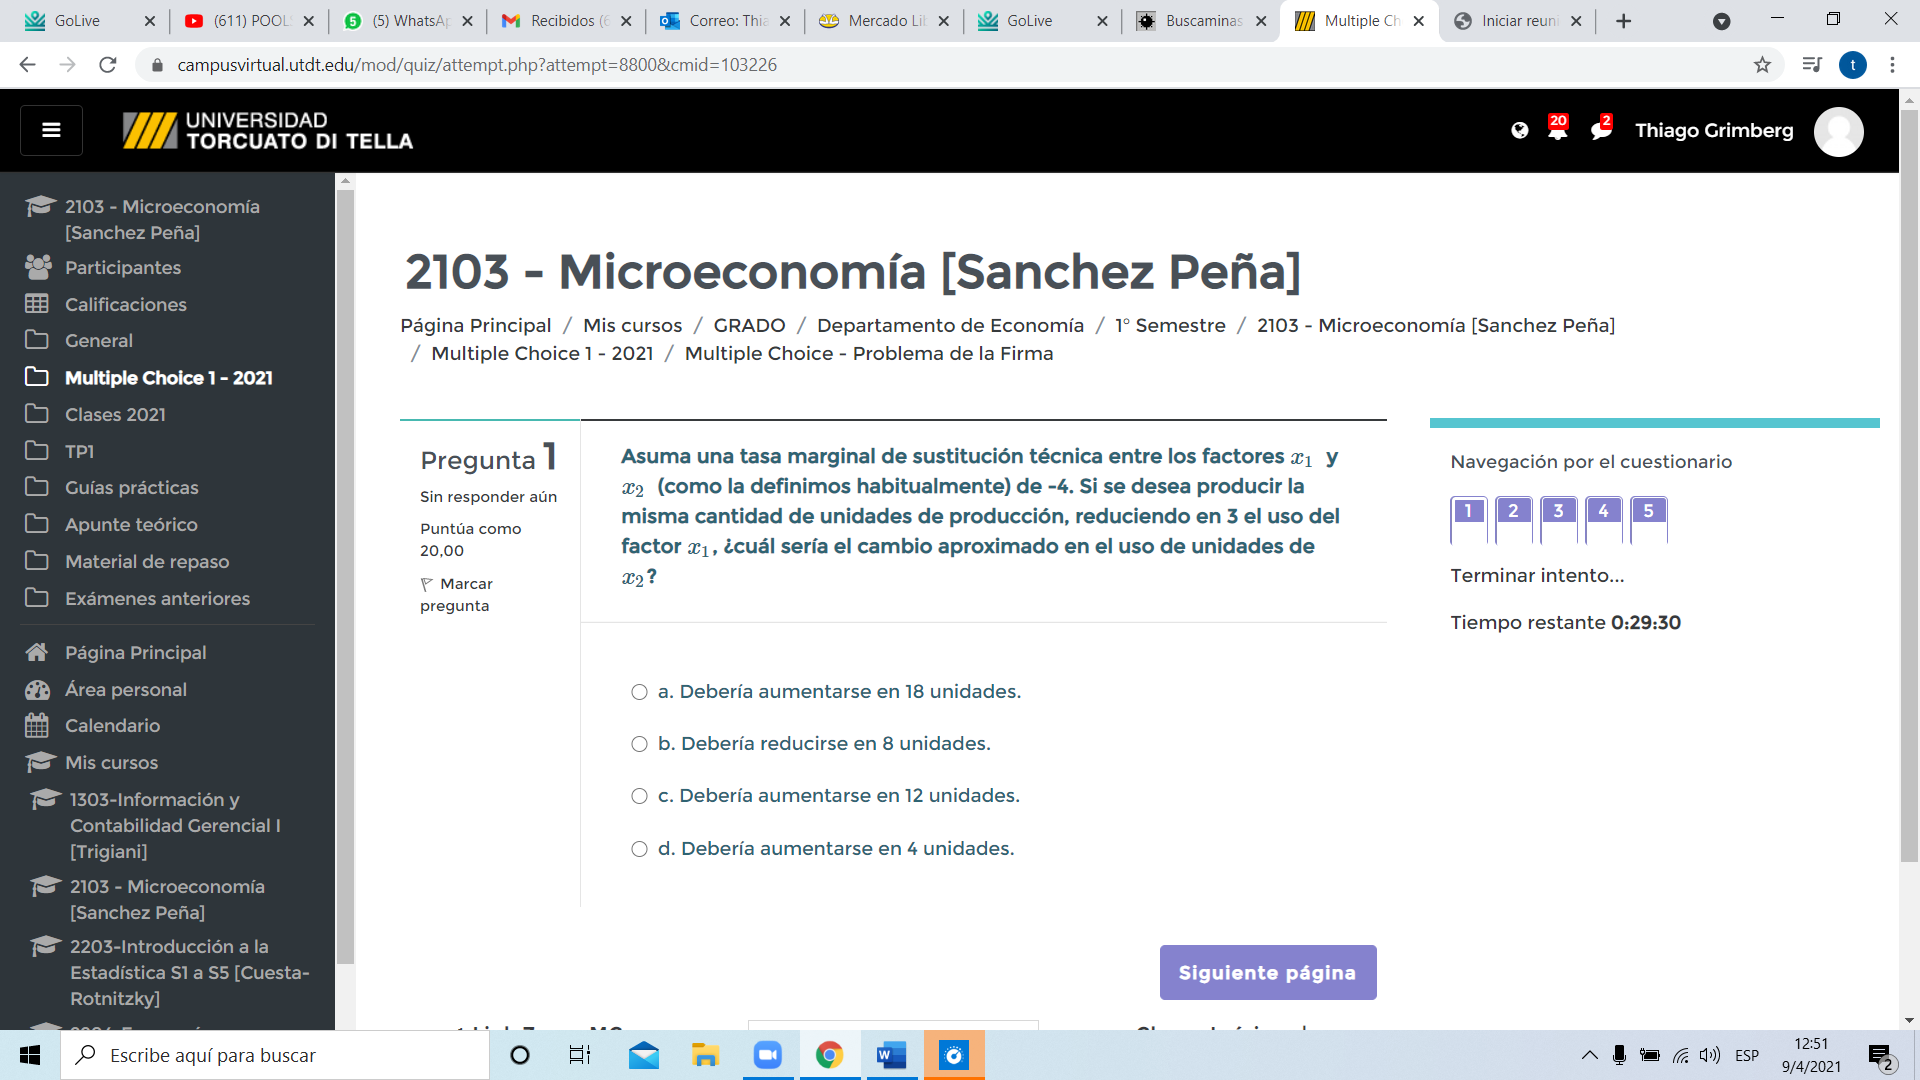 GoLive
(611) POOL
(5) WhatsAp
Recibidos (6
Correo: Thia
Mercado Lib
GoLive
Buscaminas
Multiple Ch
Iniciar reuni
campusvirtual.utdt.edu/mod/quiz/attempt.php?attempt=8800&cmid=103226
t
UNIVERSIDAD
TORCUATO DI TELLA
20
2
Thiago Grimberg
2103 - Microeconomía
[Sanchez Peña]
Participantes
Calificaciones
General
Multiple Choice 1 - 2021
Clases 2021
TP1
Guías prácticas
Apunte teórico
Material de repaso
Exámenes anteriores
Página Principal
Área personal
Calendario
Mis cursos
1303-Información y
Contabilidad Gerencial I
[Trigiani]
2103 - Microeconomía
[Sanchez Peña]
2203-Introducción a la
Estadística S1 a S5 [Cuesta-
Rotnitzky]
2103 - Microeconomía [Sanchez Peña]
Página Principal / Mis cursos / GRADO / Departamento de Economía / 1° Semestre / 2103 - Microeconomía [Sanchez Peña]
/ Multiple Choice 1 - 2021 / Multiple Choice - Problema de la Firma
Pregunta 1
Sin responder aún
Puntúa como
20,00
Marcar
pregunta
Asuma una tasa marginal de sustitución técnica entre los factores x₁ y
x₂ (como la definimos habitualmente) de -4. Si se desea producir la
misma cantidad de unidades de producción, reduciendo en 3 el uso del
factor x₁, ¿cuál sería el cambio aproximado en el uso de unidades de
x₂?
a. Debería aumentarse en 18 unidades.
b. Debería reducirse en 8 unidades.
c. Debería aumentarse en 12 unidades.
d. Debería aumentarse en 4 unidades.
Siguiente página
Navegación por el cuestionario
1 2 3 4 5
Terminar intento...
Tiempo restante 0:29:30
Escribe aquí para buscar
ESP
12:51
9/4/2021
2